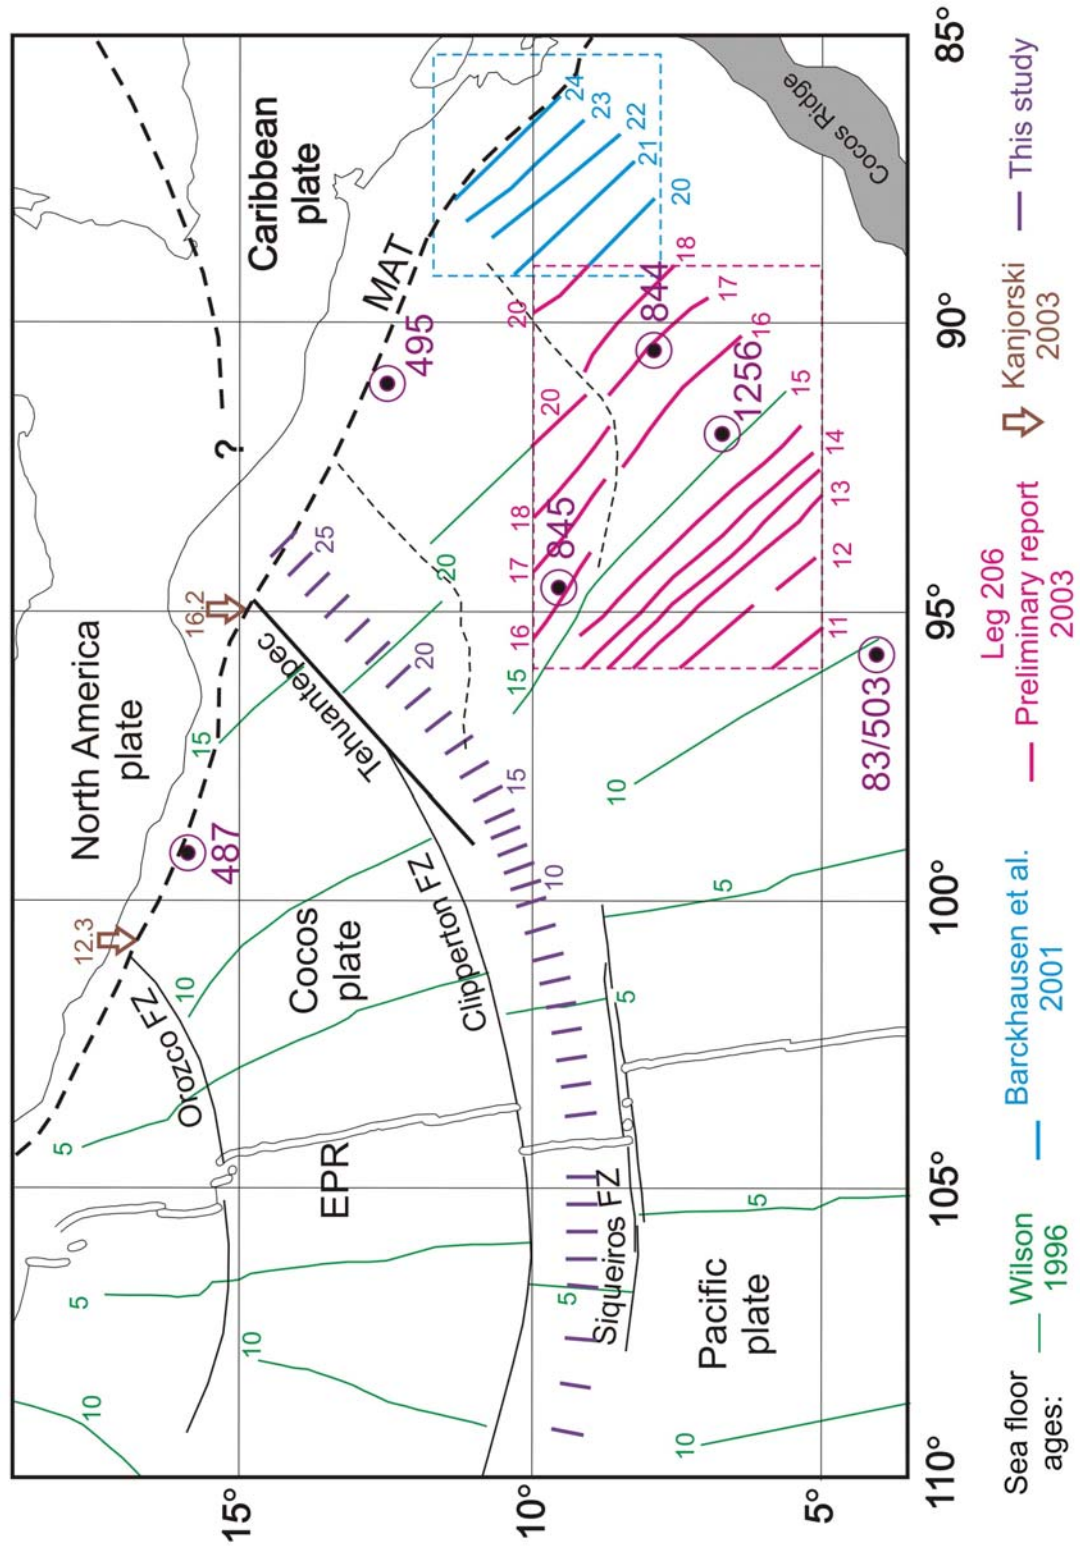 10
5
5
12.3
North America
plate
10
Orozco FZ
15
16.2
15°
10
487
?
Caribbean
plate
Cocos
plate
Tehuantepec
25
EPR
MAT
495
20
20
Clipperton FZ
10°
10
15
15
16
17
18
20
20
845
24
23
22
21
20
5
Siqueiros FZ
5
10
844
18
10
Pacific
plate
5
5
17
1256
16
15
Cocos Ridge
5°
11
12
13
14
83/503
110°
105°
100°
95°
90°
85°
Sea floor
ages:
Wilson
1996
Barckhausen et al.
2001
Leg 206
Preliminary report
2003
Kanjorski
2003
This study